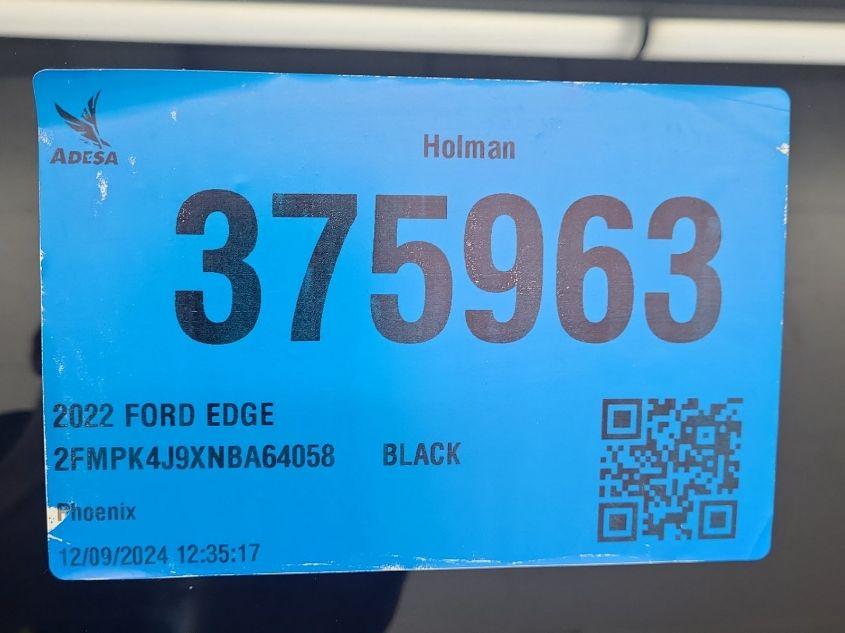 ADESA
Holman
375963
2022 FORD EDGE
2FMPK4J9XNBA64058 BLACK
Phoenix
12/09/2024 12:35:17